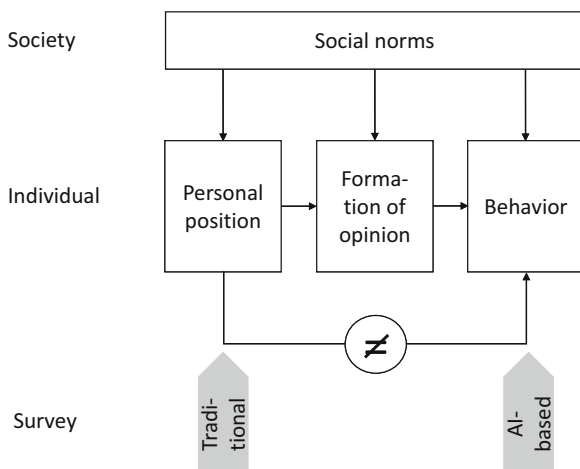 Society
Social norms
Individual
Personal
position
Forma-
tion of
opinion
Behavior
≠
Survey
Tradi-
tional
AI-
based